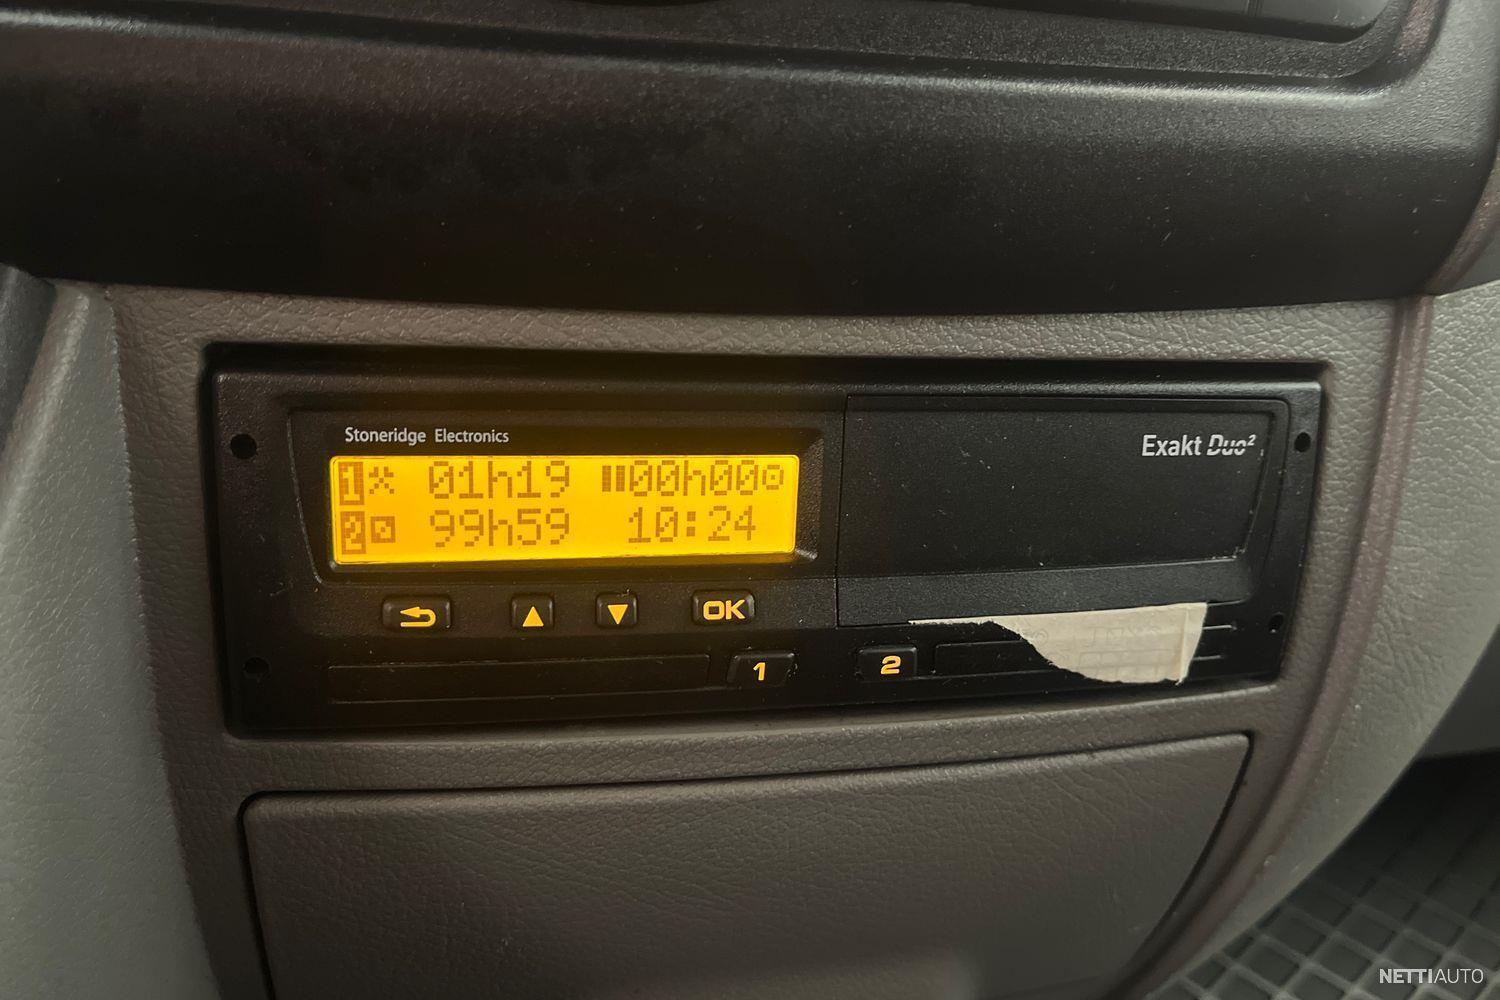 Stoneridge Electronics
Exakt Duo²
1 01h19 00h00
2 99h59 10:24
OK
1
2
NETTIAUTO